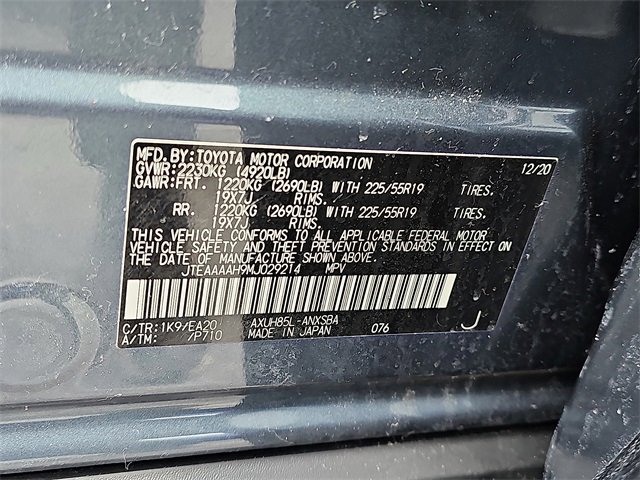 MFD.BY:TOYOTA MOTOR CORPORATION 12/20
GVWR:2230KG (4920LB)
GAWR:FRT. 1220KG (2690LB) WITH 225/55R19 TIRES.
19X7J RIMS.
RR. 1220KG (2690LB) WITH 225/55R19 TIRES.
19X7J RIMS.
THIS VEHICLE CONFORMS TO ALL APPLICABLE FEDERAL MOTOR
VEHICLE SAFETY AND THEFT PREVENTION STANDARDS IN EFFECT ON
THE DATE OF MANUFACTURE SHOWN ABOVE.
JTEAAAAH9MJ029214 MPV
C/TR:1K9/EA20 AXUH85L-ANXSBA
A/TM: /P710 MADE IN JAPAN 076 J